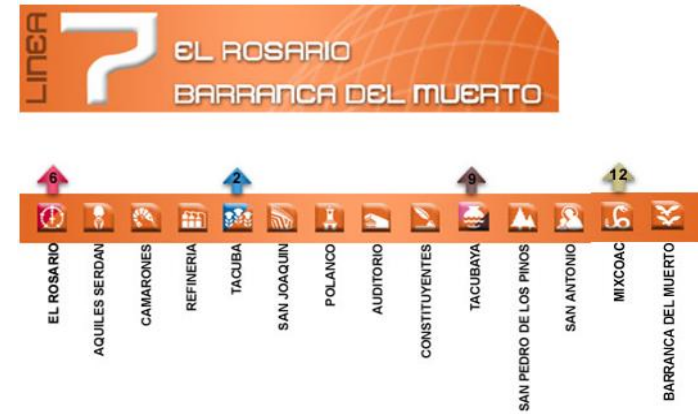 LINEA
7
EL ROSARIO
BARRANCA DEL MUERTO
6
2
9
12
EL ROSARIO
AQUILES SERDAN
CAMARONES
REFINERIA
TACUBA
SAN JOAQUIN
POLANCO
AUDITORIO
CONSTITUYENTES
TACUBAYA
SAN PEDRO DE LOS PINOS
SAN ANTONIO
MIXCOAC
BARRANCA DEL MUERTO